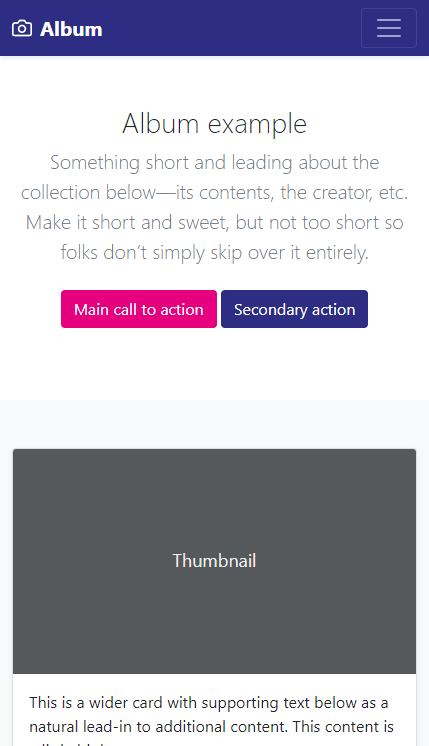 Album
Album example
Something short and leading about the
collection below—its contents, the creator, etc.
Make it short and sweet, but not too short so
folks don’t simply skip over it entirely.
Main call to action
Secondary action
Thumbnail
This is a wider card with supporting text below as a
natural lead-in to additional content. This content is